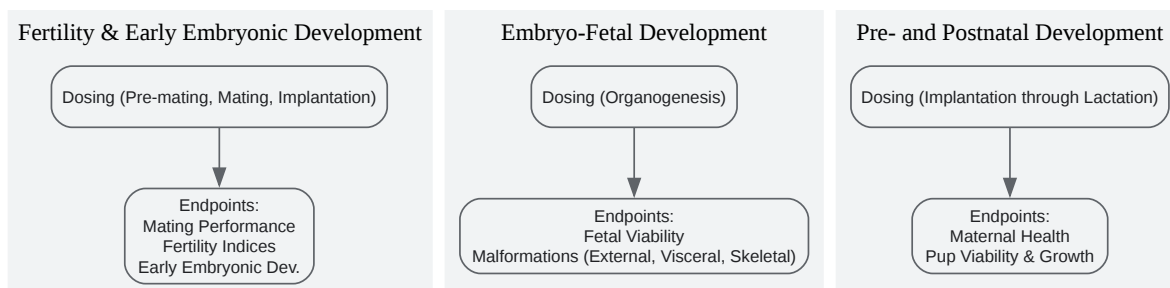 Fertility & Early Embryonic Development
Dosing (Pre-mating, Mating, Implantation)
Endpoints:
Mating Performance
Fertility Indices
Early Embryonic Dev.
Embryo-Fetal Development
Dosing (Organogenesis)
Endpoints:
Fetal Viability
Malformations (External, Visceral, Skeletal)
Pre- and Postnatal Development
Dosing (Implantation through Lactation)
Endpoints:
Maternal Health
Pup Viability & Growth